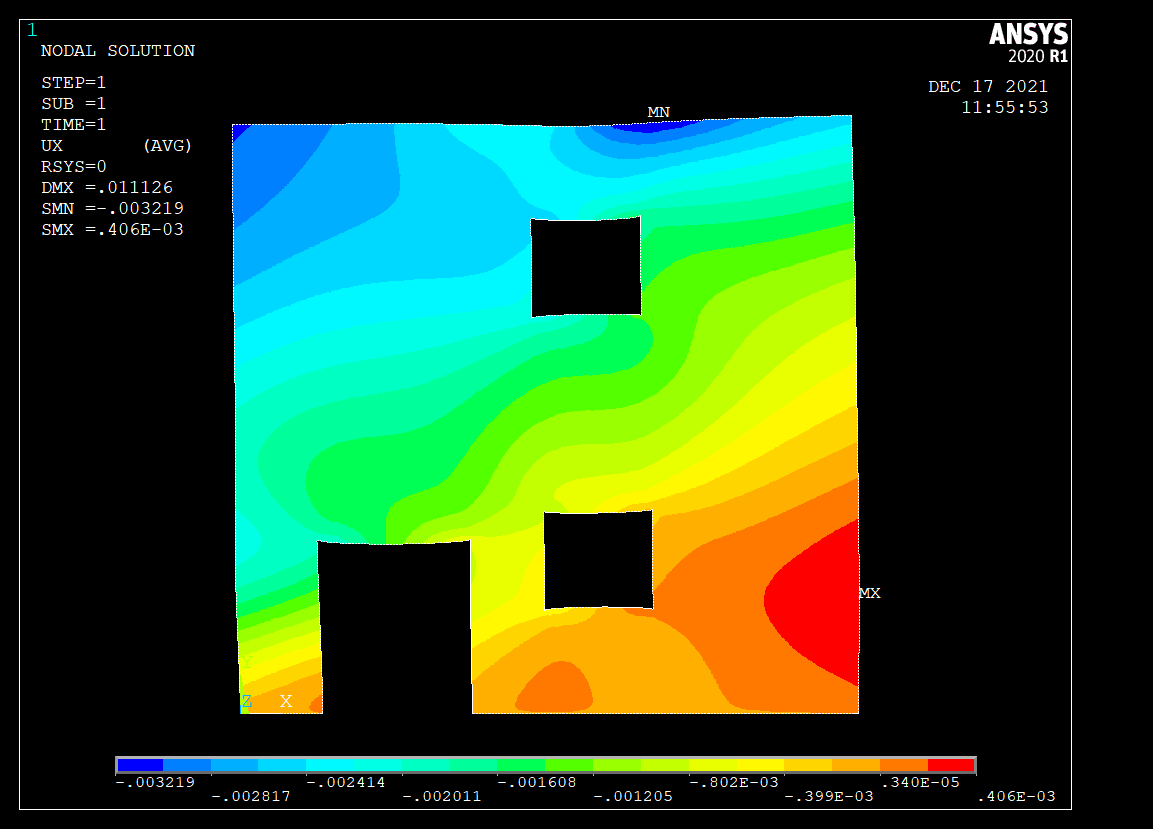 1
NODAL SOLUTION
STEP=1
SUB =1
TIME=1
UX (AVG)
RSYS=0
DMX =.011126
SMN =-.003219
SMX =.406E-03
ANSYS
2020 R1
DEC 17 2021
11:55:53
MN
MX
Y
Z X
-.003219 -.002414 -.001608 -.802E-03 .340E-05
-.002817 -.002011 -.001205 -.399E-03 .406E-03